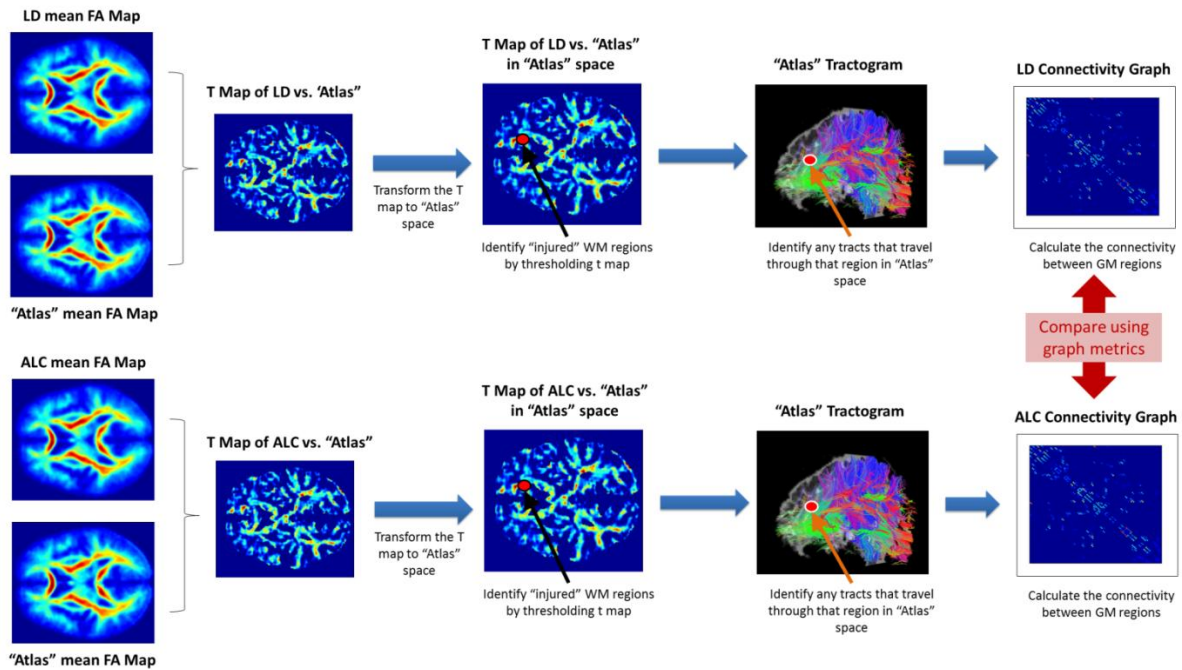 LD mean FA Map
"Atlas" mean FA Map
T Map of LD vs. 'Atlas"
Transform the T
map to "Atlas"
space
T Map of LD vs. "Atlas"
in "Atlas" space
Identify "injured" WM regions
by thresholding t map
"Atlas" Tractogram
Identify any tracts that travel
through that region in "Atlas"
space
LD Connectivity Graph
Calculate the connectivity
between GM regions
Compare using
graph metrics
ALC mean FA Map
"Atlas" mean FA Map
T Map of ALC vs. "Atlas"
Transform the T
map to "Atlas"
space
T Map of ALC vs. "Atlas"
in "Atlas" space
Identify "injured" WM regions
by thresholding t map
"Atlas" Tractogram
Identify any tracts that travel
through that region in "Atlas"
space
ALC Connectivity Graph
Calculate the connectivity
between GM regions